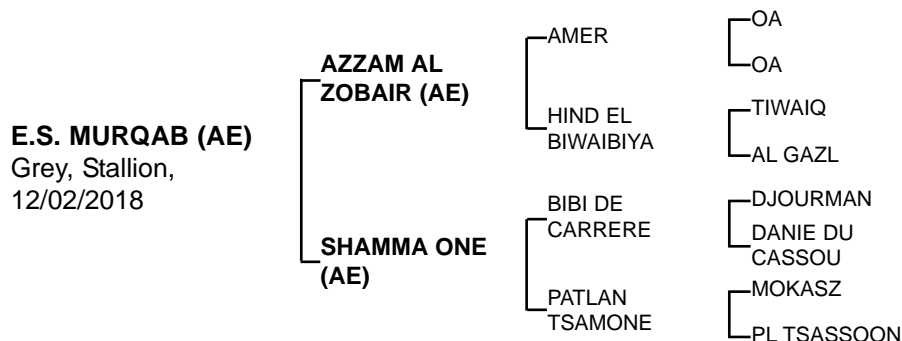 E.S. MURQAB (AE)
Grey, Stallion,
12/02/2018
AZZAM AL
ZOBAIR (AE)
SHAMMA ONE
(AE)
AMER
HIND EL
BIWAIBIYA
BIBI DE
CARRERE
PATLAN
TSAMONE
OA
OA
TIWAIQ
AL GAZL
DJOURMAN
DANIE DU
CASSOU
MOKASZ
PL TSASSOON